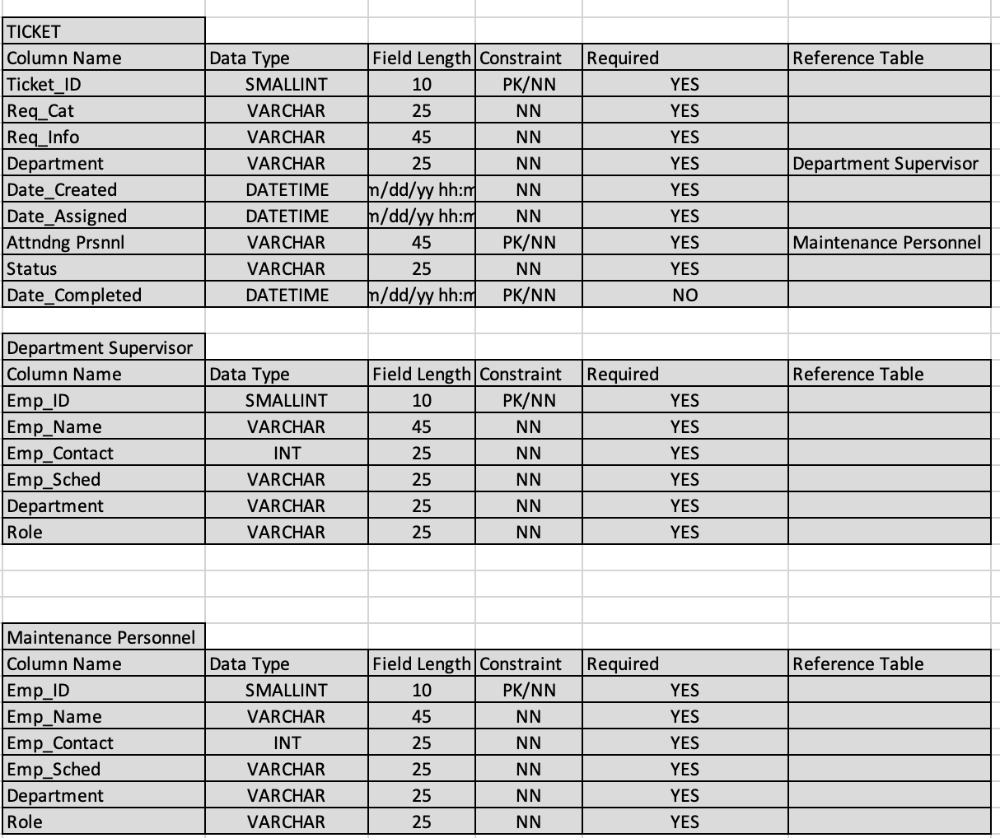 TICKET
Column Name Data Type Field Length Constraint Required Reference Table
Ticket_ID SMALLINT 10 PK/NN YES
Req_Cat VARCHAR 25 NN YES
Req_Info VARCHAR 45 NN YES
Department VARCHAR 25 NN YES Department Supervisor
Date_Created DATETIME m/dd/yy hh:m NN YES
Date_Assigned DATETIME m/dd/yy hh:m NN YES
Attndng Prsnnl VARCHAR 45 PK/NN YES Maintenance Personnel
Status VARCHAR 25 NN YES
Date_Completed DATETIME m/dd/yy hh:m PK/NN NO
Department Supervisor
Column Name Data Type Field Length Constraint Required Reference Table
Emp_ID SMALLINT 10 PK/NN YES
Emp_Name VARCHAR 45 NN YES
Emp_Contact INT 25 NN YES
Emp_Sched VARCHAR 25 NN YES
Department VARCHAR 25 NN YES
Role VARCHAR 25 NN YES
Maintenance Personnel
Column Name Data Type Field Length Constraint Required Reference Table
Emp_ID SMALLINT 10 PK/NN YES
Emp_Name VARCHAR 45 NN YES
Emp_Contact INT 25 NN YES
Emp_Sched VARCHAR 25 NN YES
Department VARCHAR 25 NN YES
Role VARCHAR 25 NN YES